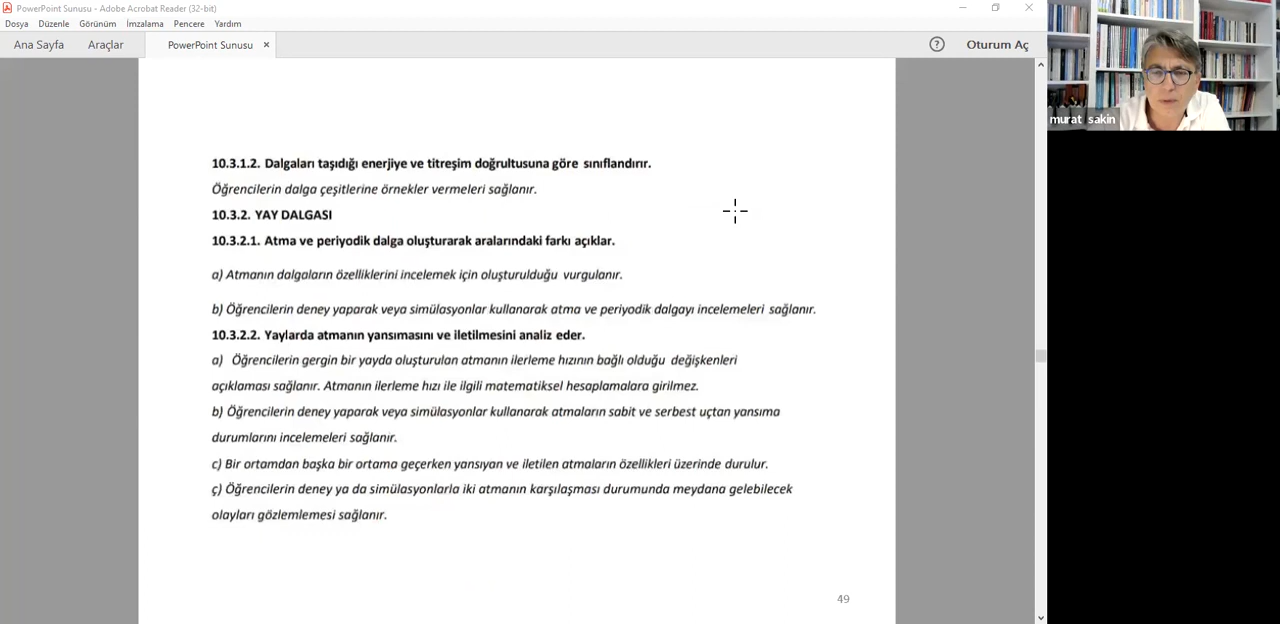 PowerPoint Sunusu - Adobe Acrobat Reader (32-bit)
Dosya Düzenle Görünüm İmzalama Pencere Yardım
Ana Sayfa Araçlar PowerPoint Sunusu × Oturum Aç
murat sakin
10.3.1.2. Dalgaları taşıdığı enerjiye ve titreşim doğrultusuna göre sınıflandırır.
Öğrencilerin dalga çeşitlerine örnekler vermeleri sağlanır.
10.3.2. YAY DALGASI
10.3.2.1. Atma ve periyodik dalga oluşturarak aralarındaki farkı açıklar.
a) Atmanın dalgaların özelliklerini incelemek için oluşturulduğu vurgulanır.
b) Öğrencilerin deney yaparak veya simülasyonlar kullanarak atma ve periyodik dalgayı incelemeleri sağlanır.
10.3.2.2. Yaylarda atmanın yansımasını ve iletilmesini analiz eder.
a) Öğrencilerin gergin bir yayda oluşturulan atmanın ilerleme hızının bağlı olduğu değişkenleri
açıklaması sağlanır. Atmanın ilerleme hızı ile ilgili matematiksel hesaplamalara girilmez.
b) Öğrencilerin deney yaparak veya simülasyonlar kullanarak atmaların sabit ve serbest uçtan yansıma
durumlarını incelemeleri sağlanır.
c) Bir ortamdan başka bir ortama geçerken yansıyan ve iletilen atmaların özellikleri üzerinde durulur.
ç) Öğrencilerin deney ya da simülasyonlarla iki atmanın karşılaşması durumunda meydana gelebilecek
olayları gözlemlemesi sağlanır.
49